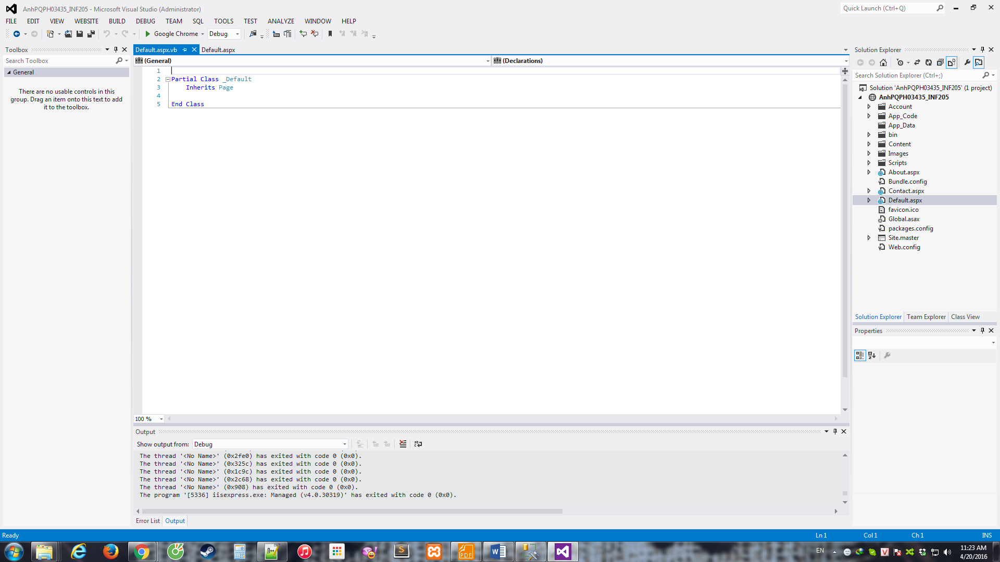 AnhPQPH03435_INF205 - Microsoft Visual Studio (Administrator)
Quick Launch (Ctrl+Q)
FILE EDIT VIEW WEBSITE BUILD DEBUG TEAM SQL TOOLS TEST ANALYZE WINDOW HELP
Google Chrome Debug
Toolbox
Search Toolbox
General
There are no usable controls in this
group. Drag an item onto this text to add
it to the toolbox.
Default.aspx.vb Default.aspx
(General) (Declarations)
1
2 Partial Class _Default
3 Inherits Page
4
5 End Class
100 %
Output
Show output from: Debug
The thread '<No Name>' (0x2fe0) has exited with code 0 (0x0).
The thread '<No Name>' (0x325c) has exited with code 0 (0x0).
The thread '<No Name>' (0x1c9c) has exited with code 0 (0x0).
The thread '<No Name>' (0x2c68) has exited with code 0 (0x0).
The thread '<No Name>' (0x908) has exited with code 0 (0x0).
The program '[5336] iisexpress.exe: Managed (v4.0.30319)' has exited with code 0 (0x0).
Error List Output
Solution Explorer
Search Solution Explorer (Ctrl+;)
Solution 'AnhPQPH03435_INF205' (1 project)
AnhPQPH03435_INF205
Account
App_Code
App_Data
bin
Content
Images
Scripts
About.aspx
Bundle.config
Contact.aspx
Default.aspx
favicon.ico
Global.asax
packages.config
Site.master
Web.config
Solution Explorer Team Explorer Class View
Properties
Ready Ln 1 Col 1 Ch 1 INS
EN
11:23 AM
4/20/2016